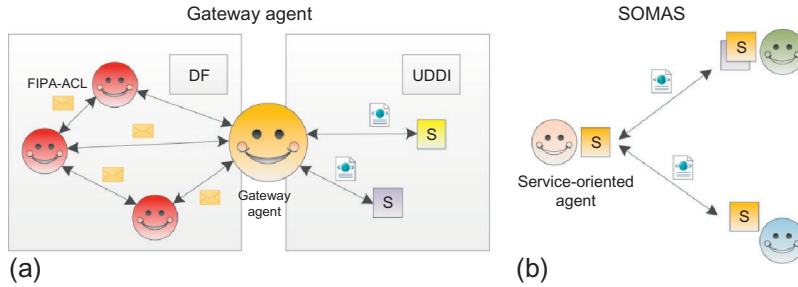 Gateway agent
SOMAS
DF
UDDI
FIPA-ACL
S
S
Gateway
agent
S
S
S
Service-oriented
agent
(a)
(b)